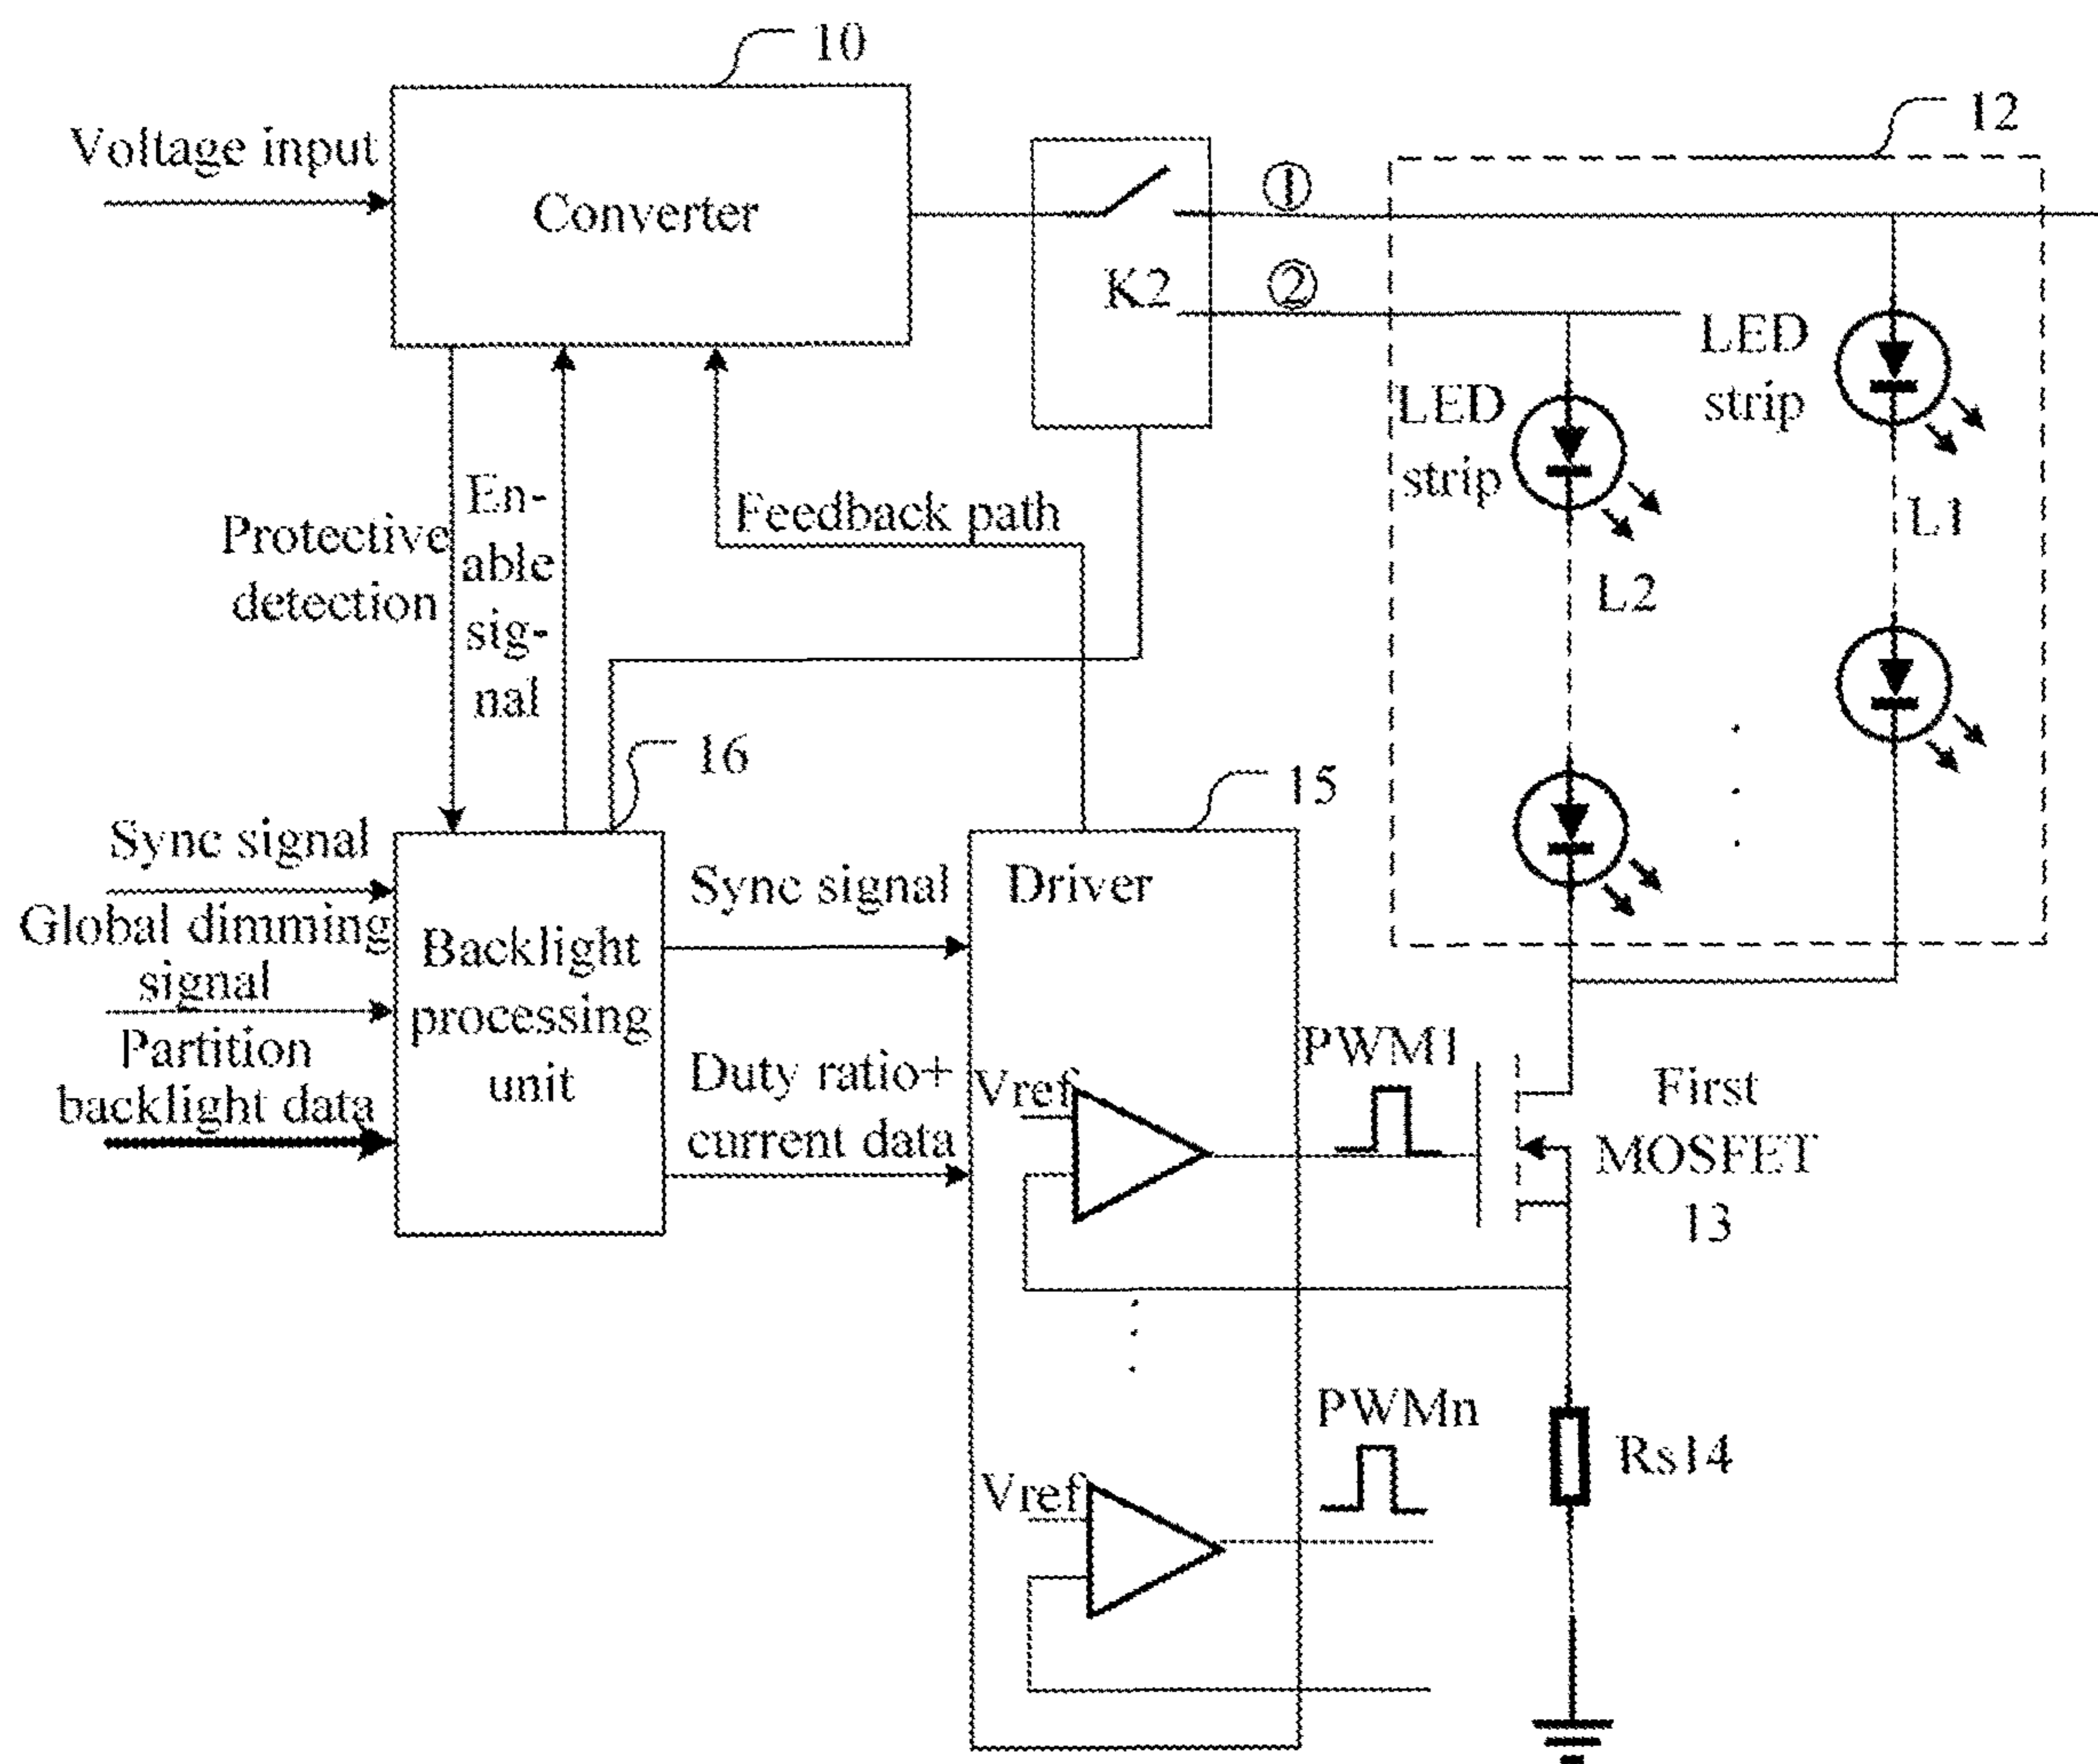 10
12
Voltage input
Converter
①
K2
②
LED
strip
LED
strip
L1
L2
Protective
detection
En-
able
sig-
nal
Feedback path
16
15
Sync signal
Global dimming
signal
Partition
backlight data
Backlight
processing
unit
Sync signal
Duty ratio+
current data
Driver
Vref
PWM1
First
MOSFET
13
PWMn
Vref
Rs14